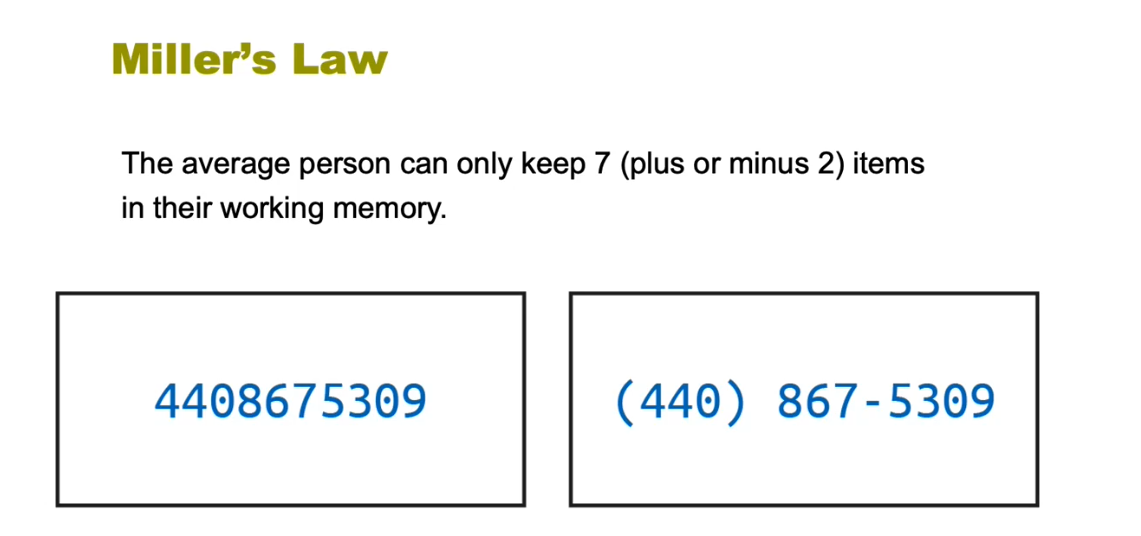 Miller’s Law
The average person can only keep 7 (plus or minus 2) items
in their working memory.
4408675309
(440) 867-5309